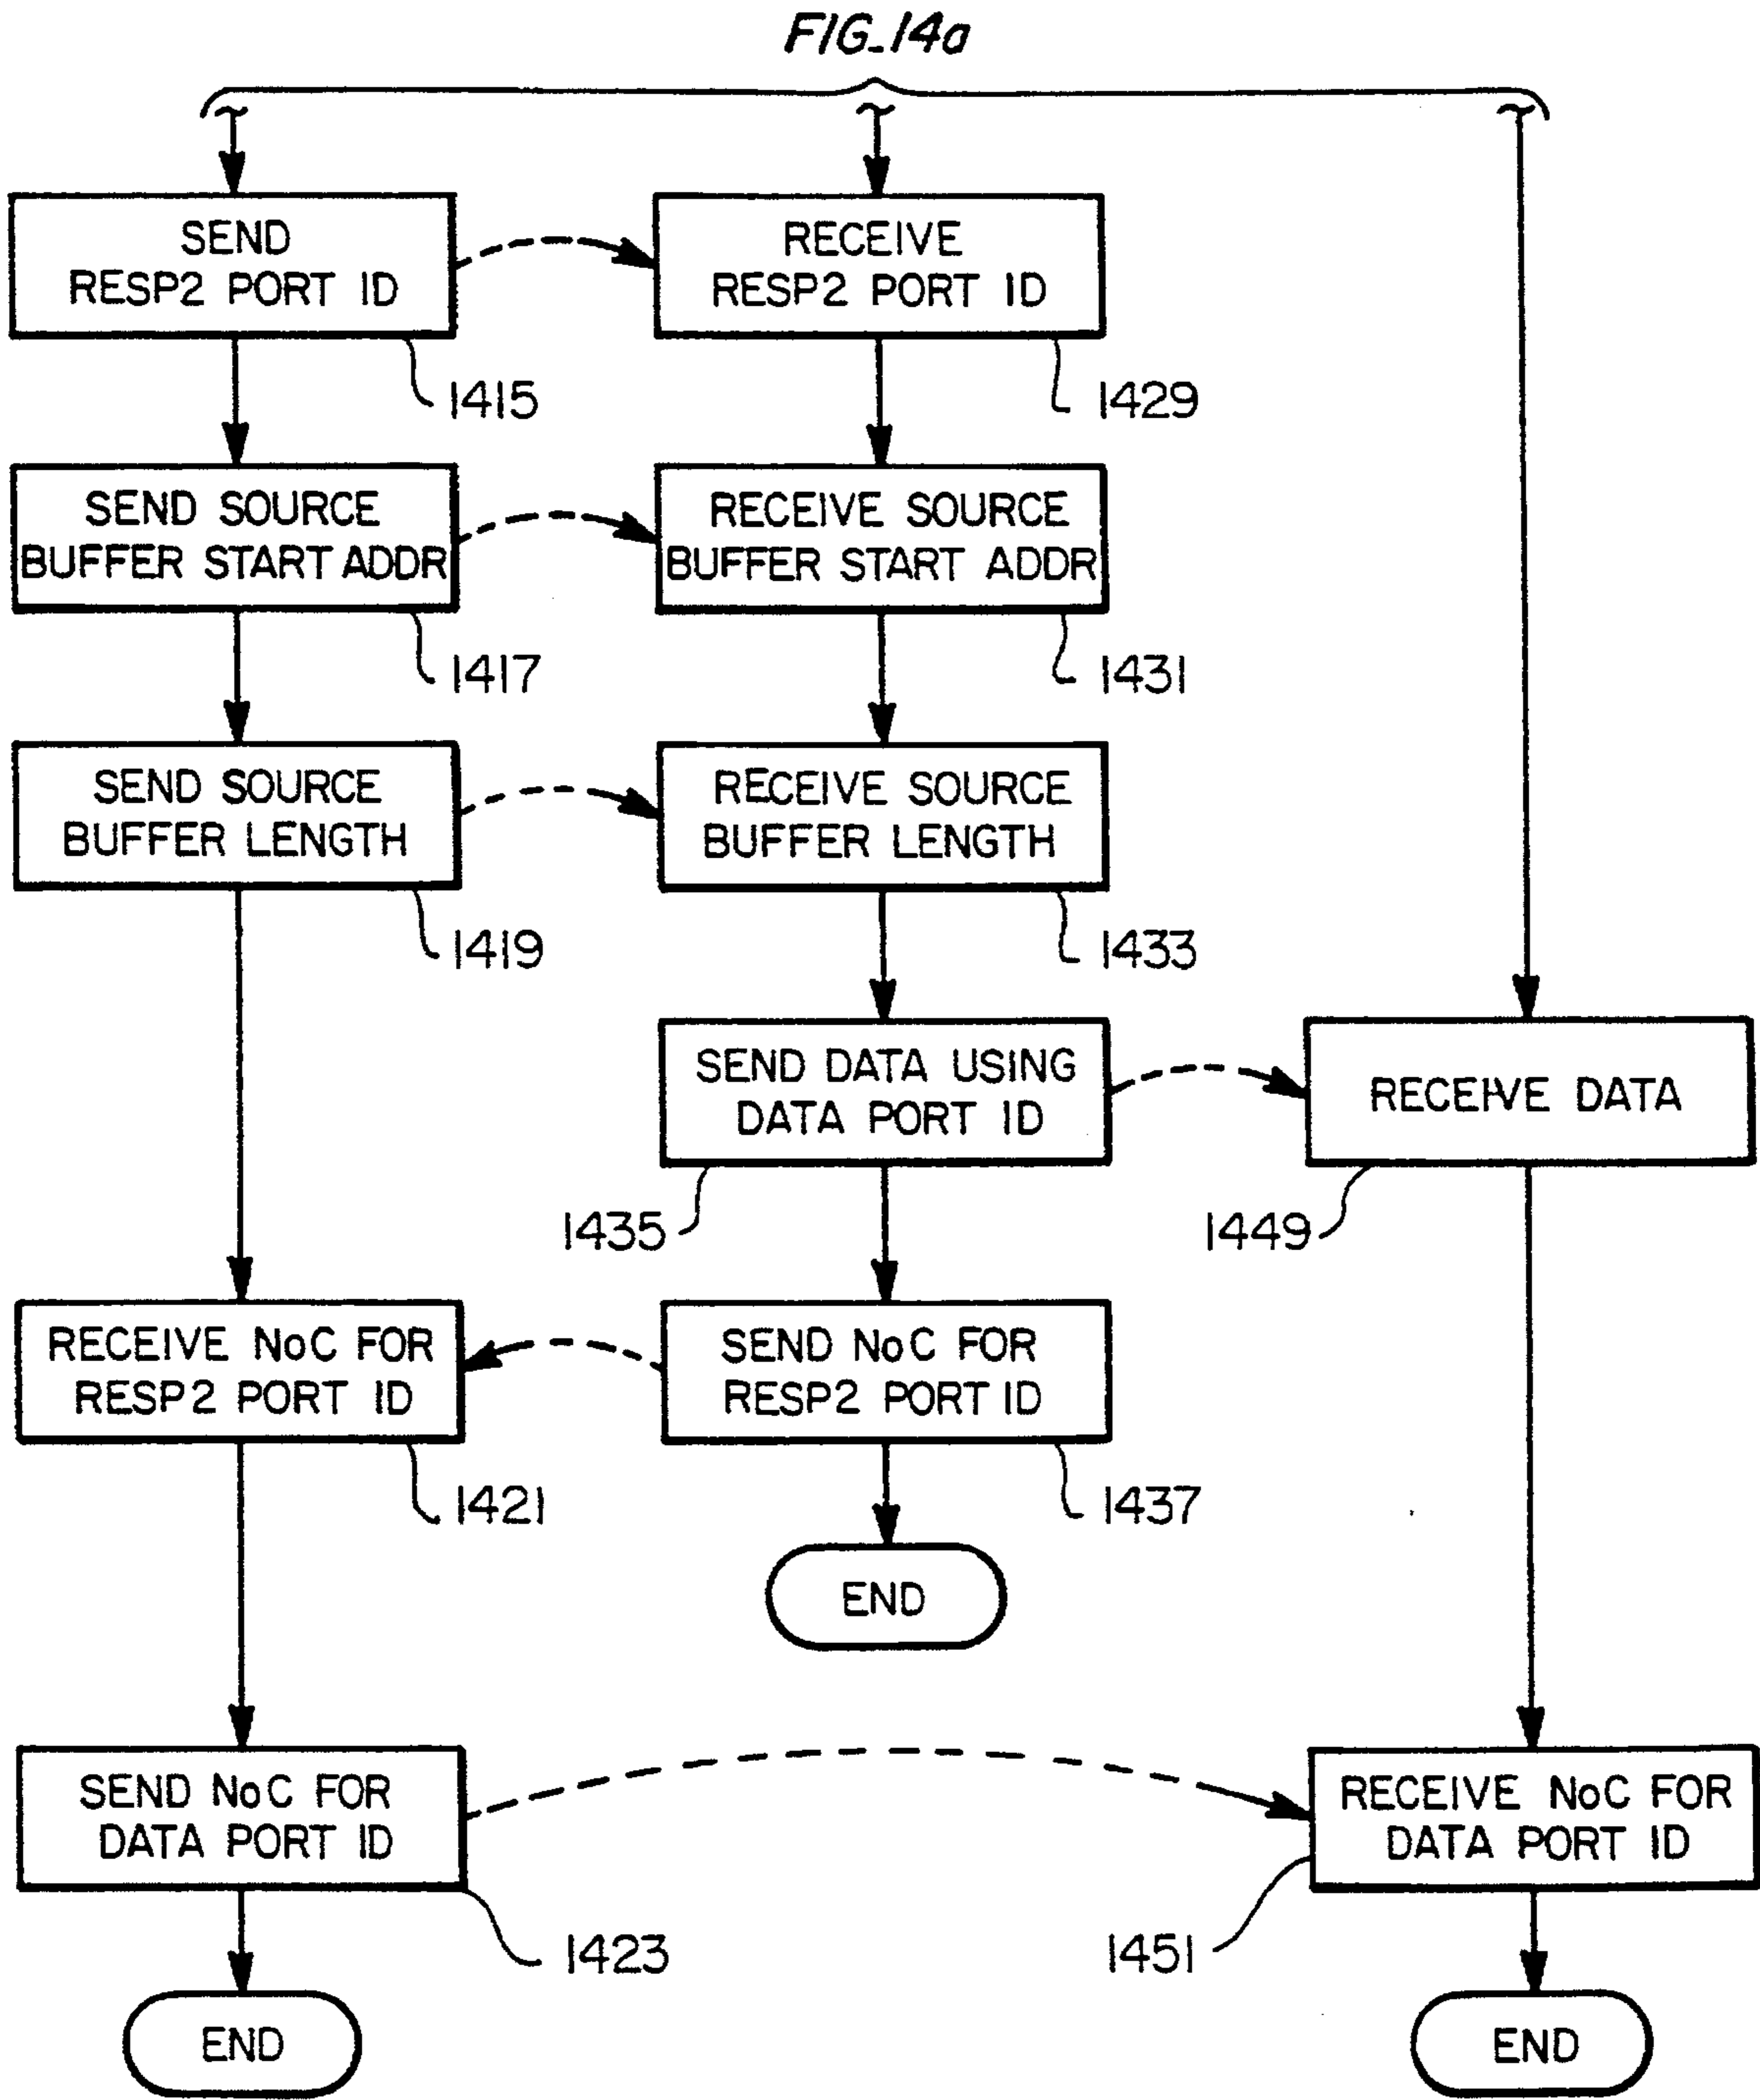 FIG_14a
SEND
RESP2 PORT ID
1415
RECEIVE
RESP2 PORT ID
1429
SEND SOURCE
BUFFER START ADDR
1417
RECEIVE SOURCE
BUFFER START ADDR
1431
SEND SOURCE
BUFFER LENGTH
1419
RECEIVE SOURCE
BUFFER LENGTH
1433
SEND DATA USING
DATA PORT ID
1435
RECEIVE DATA
1449
RECEIVE NoC FOR
RESP2 PORT ID
1421
SEND NoC FOR
RESP2 PORT ID
1437
END
SEND NoC FOR
DATA PORT ID
1423
RECEIVE NoC FOR
DATA PORT ID
1451
END
END